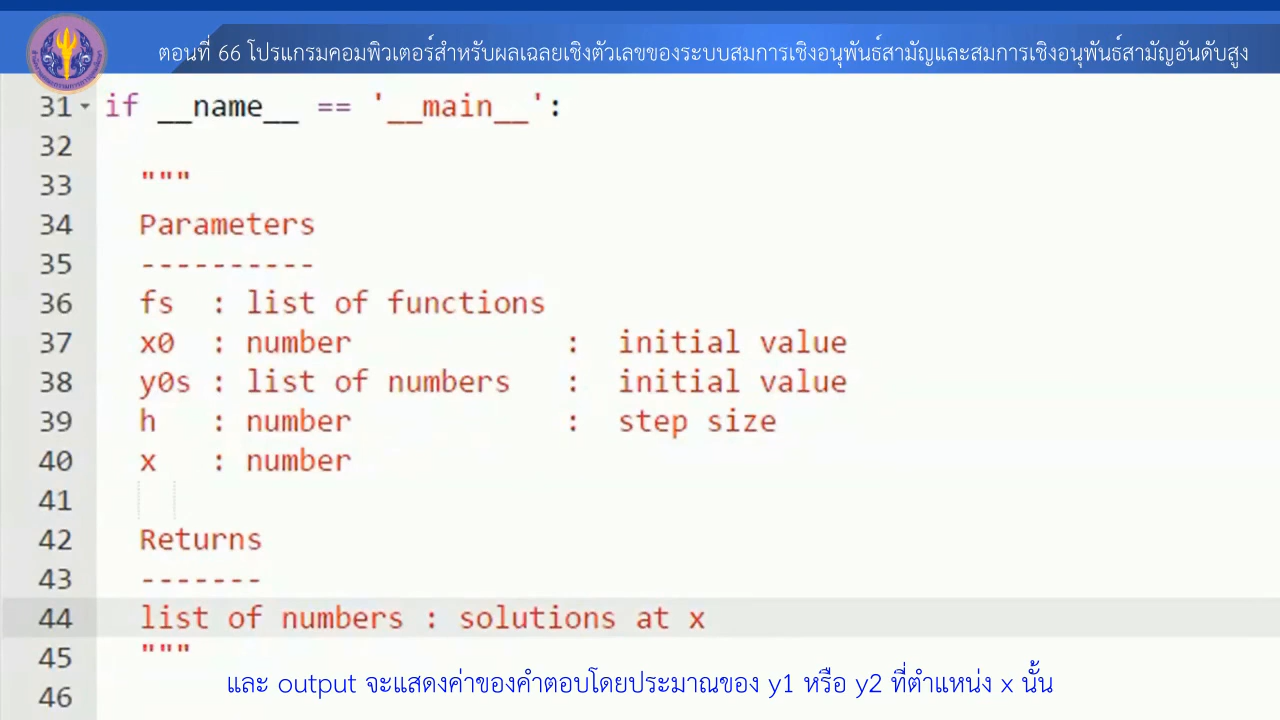 ตอนที่ 66 โปรแกรมคอมพิวเตอร์สำหรับผลเฉลยเชิงตัวเลขของระบบสมการเชิงอนุพันธ์สามัญและสมการเชิงอนุพันธ์สามัญอันดับสูง
31 if __name__ == '__main__':
32
33 """
34 Parameters
35 ----------
36 fs : list of functions
37 x0 : number : initial value
38 y0s : list of numbers : initial value
39 h : number : step size
40 x : number
41
42 Returns
43 -------
44 list of numbers : solutions at x
45 """
46
และ output จะแสดงค่าของคำตอบโดยประมาณของ y1 หรือ y2 ที่ตำแหน่ง x นั้น